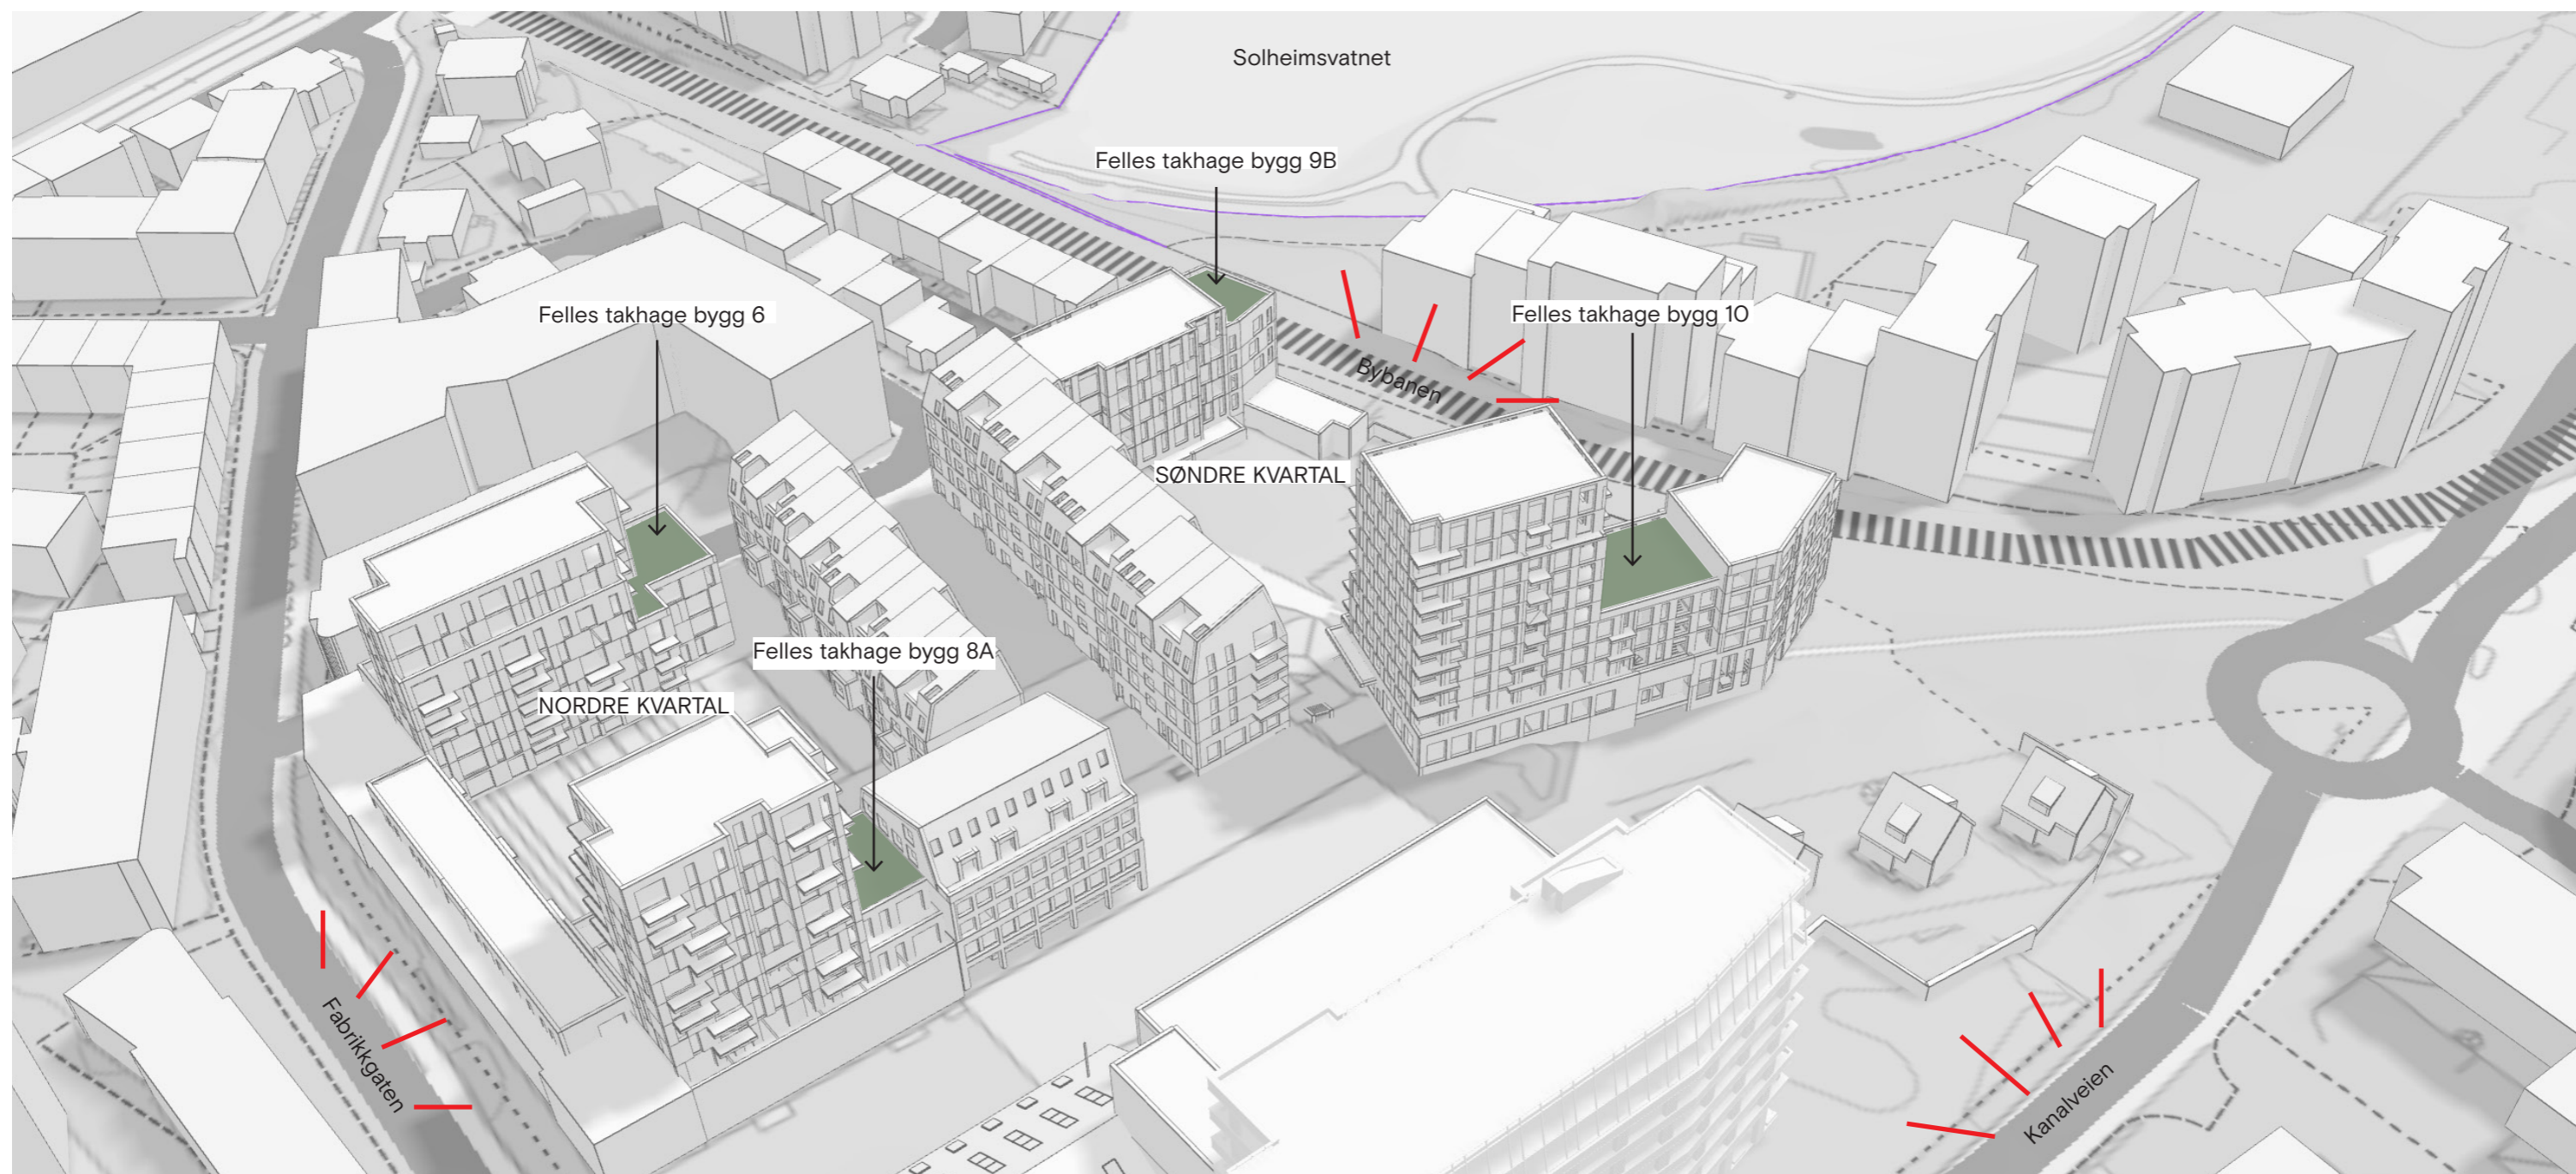 Solheimsvatnet
Felles takhage bygg 9B
Felles takhage bygg 6
Felles takhage bygg 10
Bybanen
SØNDRE KVARTAL
Felles takhage bygg 8A
NORDRE KVARTAL
Fabrikkgaten
Kanalveien